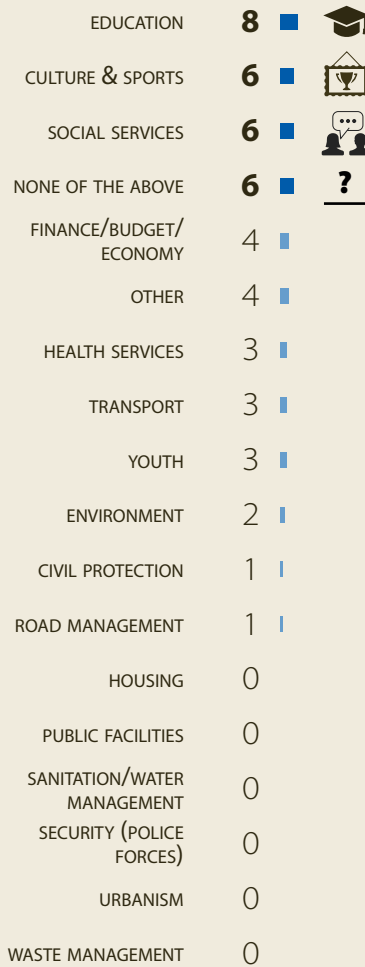 EDUCATION 8
CULTURE & SPORTS 6
SOCIAL SERVICES 6
NONE OF THE ABOVE 6 ?
FINANCE/BUDGET/
ECONOMY 4
OTHER 4
HEALTH SERVICES 3
TRANSPORT 3
YOUTH 3
ENVIRONMENT 2
CIVIL PROTECTION 1
ROAD MANAGEMENT 1
HOUSING 0
PUBLIC FACILITIES 0
SANITATION/WATER
MANAGEMENT 0
SECURITY (POLICE
FORCES) 0
URBANISM 0
WASTE MANAGEMENT 0